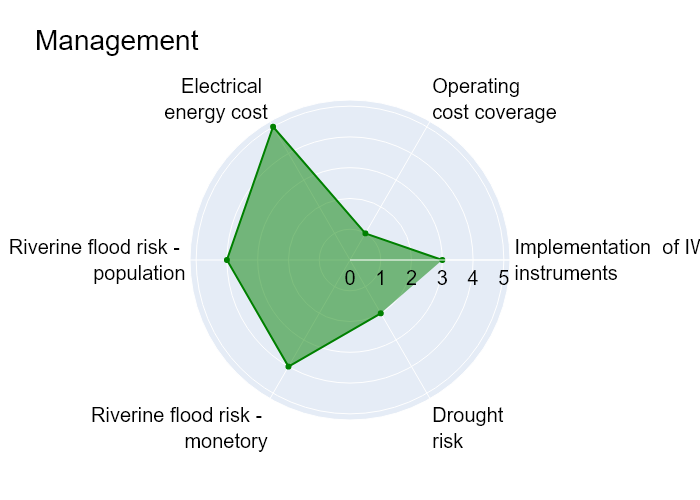 Management
Electrical
energy cost
Operating
cost coverage
Riverine flood risk -
population
Implementation  of
instruments
0 1 2 3 4 5
Riverine flood risk -
monetory
Drought
risk